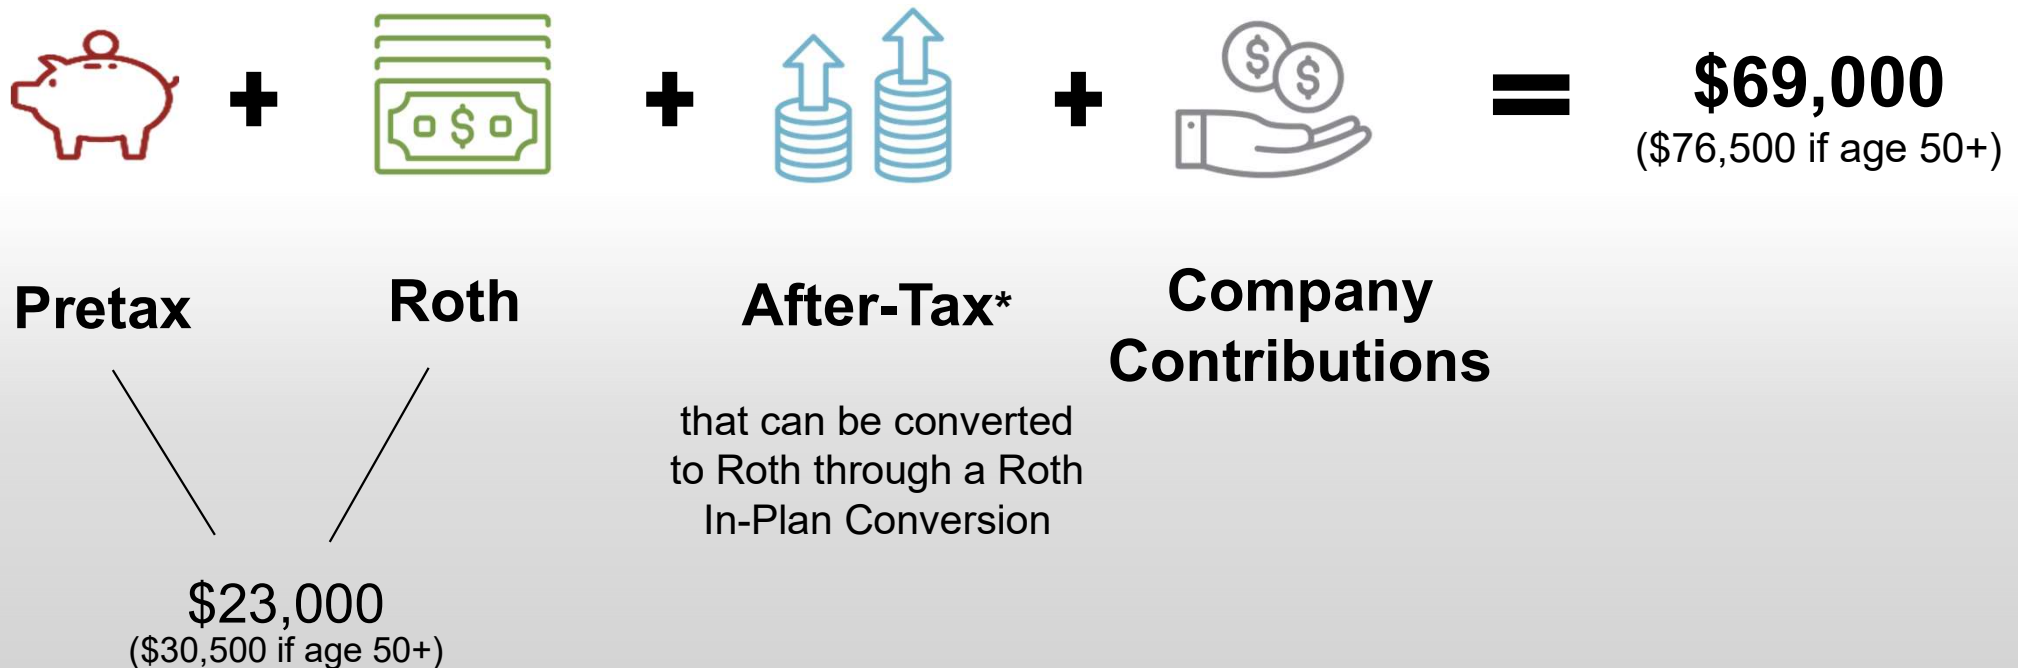 $69,000
($76,500 if age 50+)
Pretax
Roth
After-Tax*
that can be converted
to Roth through a Roth
In-Plan Conversion
Company
Contributions
$23,000
($30,500 if age 50+)